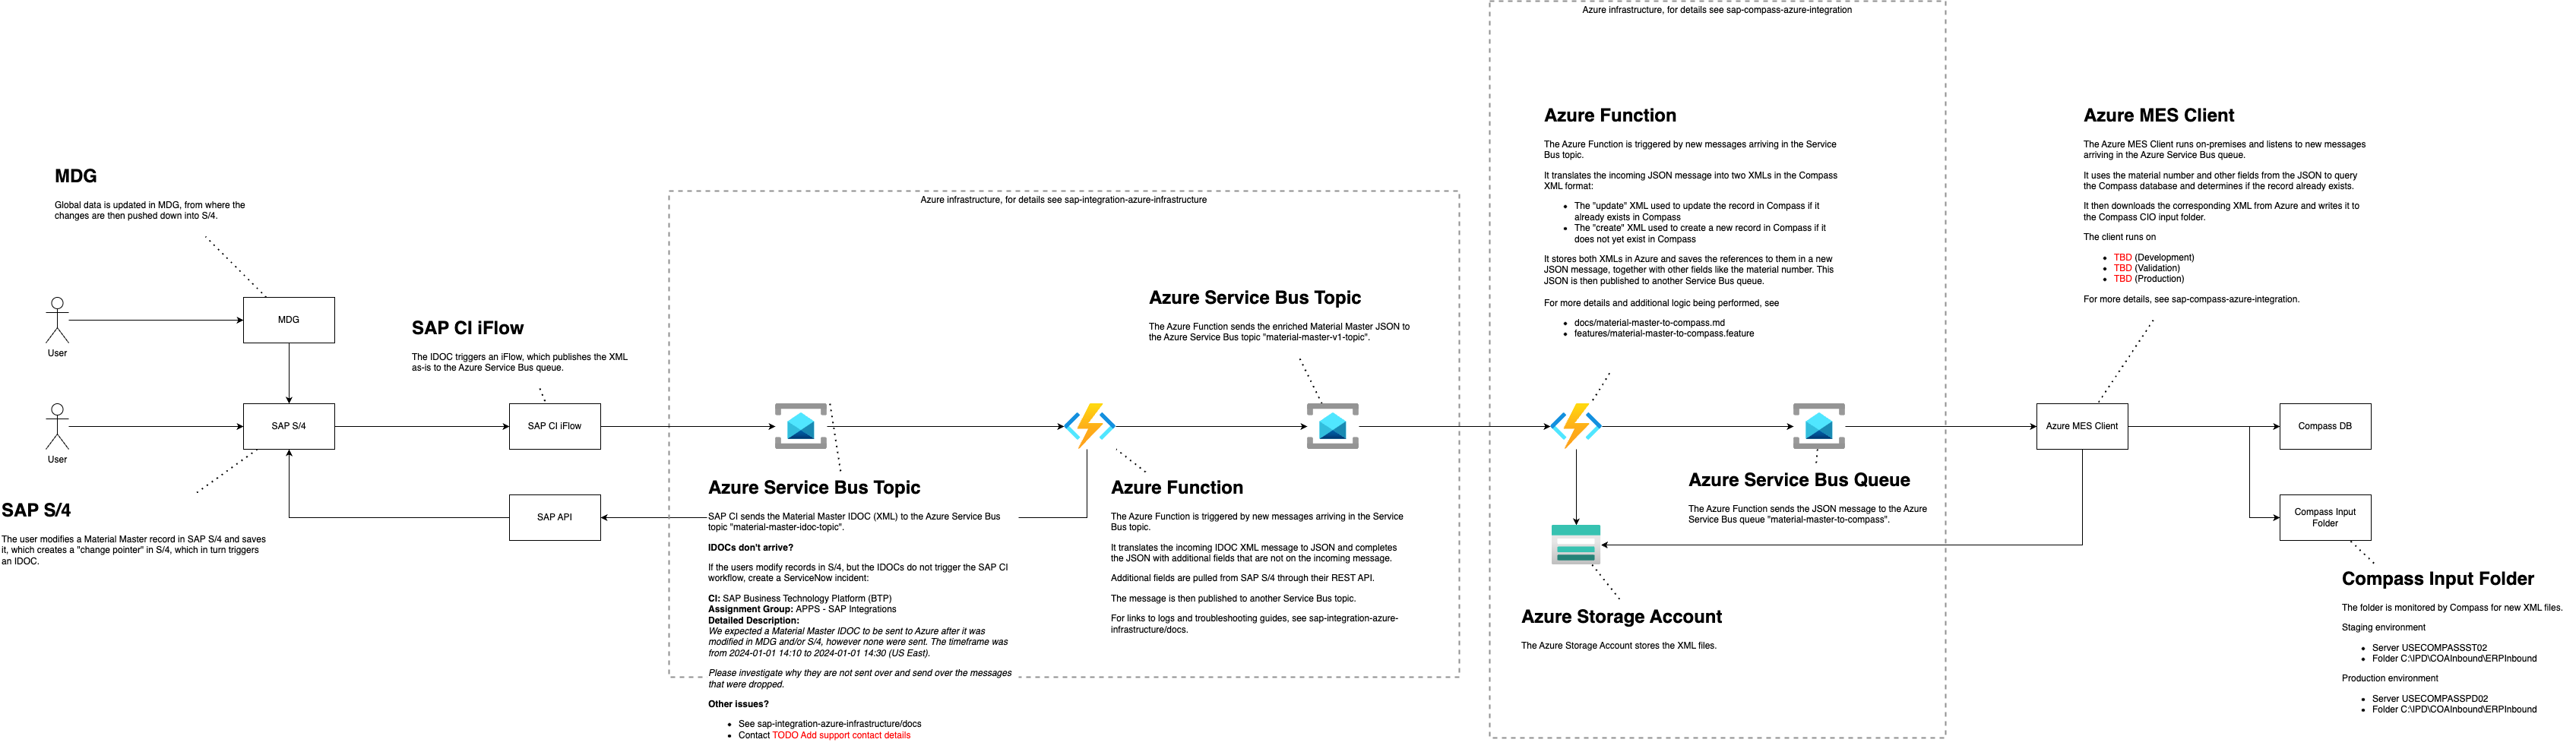 Azure infrastructure, for details see sap-compass-azure-integration
MDG
Global data is updated in MDG, from where the
changes are then pushed down into S/4.
User
MDG
User
SAP S/4
SAP S/4
The user modifies a Material Master record in SAP S/4 and saves
it, which creates a "change pointer" in S/4, which in turn triggers
an IDOC.
SAP CI iFlow
The IDOC triggers an iFlow, which publishes the XML
as-is to the Azure Service Bus queue.
SAP CI iFlow
SAP API
Azure infrastructure, for details see sap-integration-azure-infrastructure
Azure Service Bus Topic
SAP CI sends the Material Master IDOC (XML) to the Azure Service Bus
topic "material-master-idoc-topic".
IDOCs don't arrive?
If the users modify records in S/4, but the IDOCs do not trigger the SAP CI
workflow, create a ServiceNow incident:
CI: SAP Business Technology Platform (BTP)
Assignment Group: APPS - SAP Integrations
Detailed Description:
We expected a Material Master IDOC to be sent to Azure after it was
modified in MDG and/or S/4, however none were sent. The timeframe was
from 2024-01-01 14:10 to 2024-01-01 14:30 (US East).
Please investigate why they are not sent over and send over the messages
that were dropped.
Other issues?
• See sap-integration-azure-infrastructure/docs
• Contact TODO Add support contact details
Azure Function
The Azure Function is triggered by new messages arriving in the Service
Bus topic.
It translates the incoming IDOC XML message to JSON and completes
the JSON with additional fields that are not on the incoming message.
Additional fields are pulled from SAP S/4 through their REST API.
The message is then published to another Service Bus topic.
For links to logs and troubleshooting guides, see sap-integration-azure-
infrastructure/docs.
Azure Service Bus Topic
The Azure Function sends the enriched Material Master JSON to
the Azure Service Bus topic "material-master-v1-topic".
Azure Function
The Azure Function is triggered by new messages arriving in the Service
Bus topic.
It translates the incoming JSON message into two XMLs in the Compass
XML format:
• The "update" XML used to update the record in Compass if it
already exists in Compass
• The "create" XML used to create a new record in Compass if it
does not yet exist in Compass
It stores both XMLs in Azure and saves the references to them in a new
JSON message, together with other fields like the material number. This
JSON is then published to another Service Bus queue.
For more details and additional logic being performed, see
• docs/material-master-to-compass.md
• features/material-master-to-compass.feature
Azure Service Bus Queue
The Azure Function sends the JSON message to the Azure
Service Bus queue "material-master-to-compass".
Azure Storage Account
The Azure Storage Account stores the XML files.
Azure MES Client
The Azure MES Client runs on-premises and listens to new messages
arriving in the Azure Service Bus queue.
It uses the material number and other fields from the JSON to query
the Compass database and determines if the record already exists.
It then downloads the corresponding XML from Azure and writes it to
the Compass CIO input folder.
The client runs on
• TBD (Development)
• TBD (Validation)
• TBD (Production)
For more details, see sap-compass-azure-integration.
Azure MES Client
Compass DB
Compass Input
Folder
Compass Input Folder
The folder is monitored by Compass for new XML files.
Staging environment
• Server USECOMPASSST02
• Folder C:\IPD\COAInbound\ERPInbound
Production environment
• Server USECOMPASSPD02
• Folder C:\IPD\COAInbound\ERPInbound